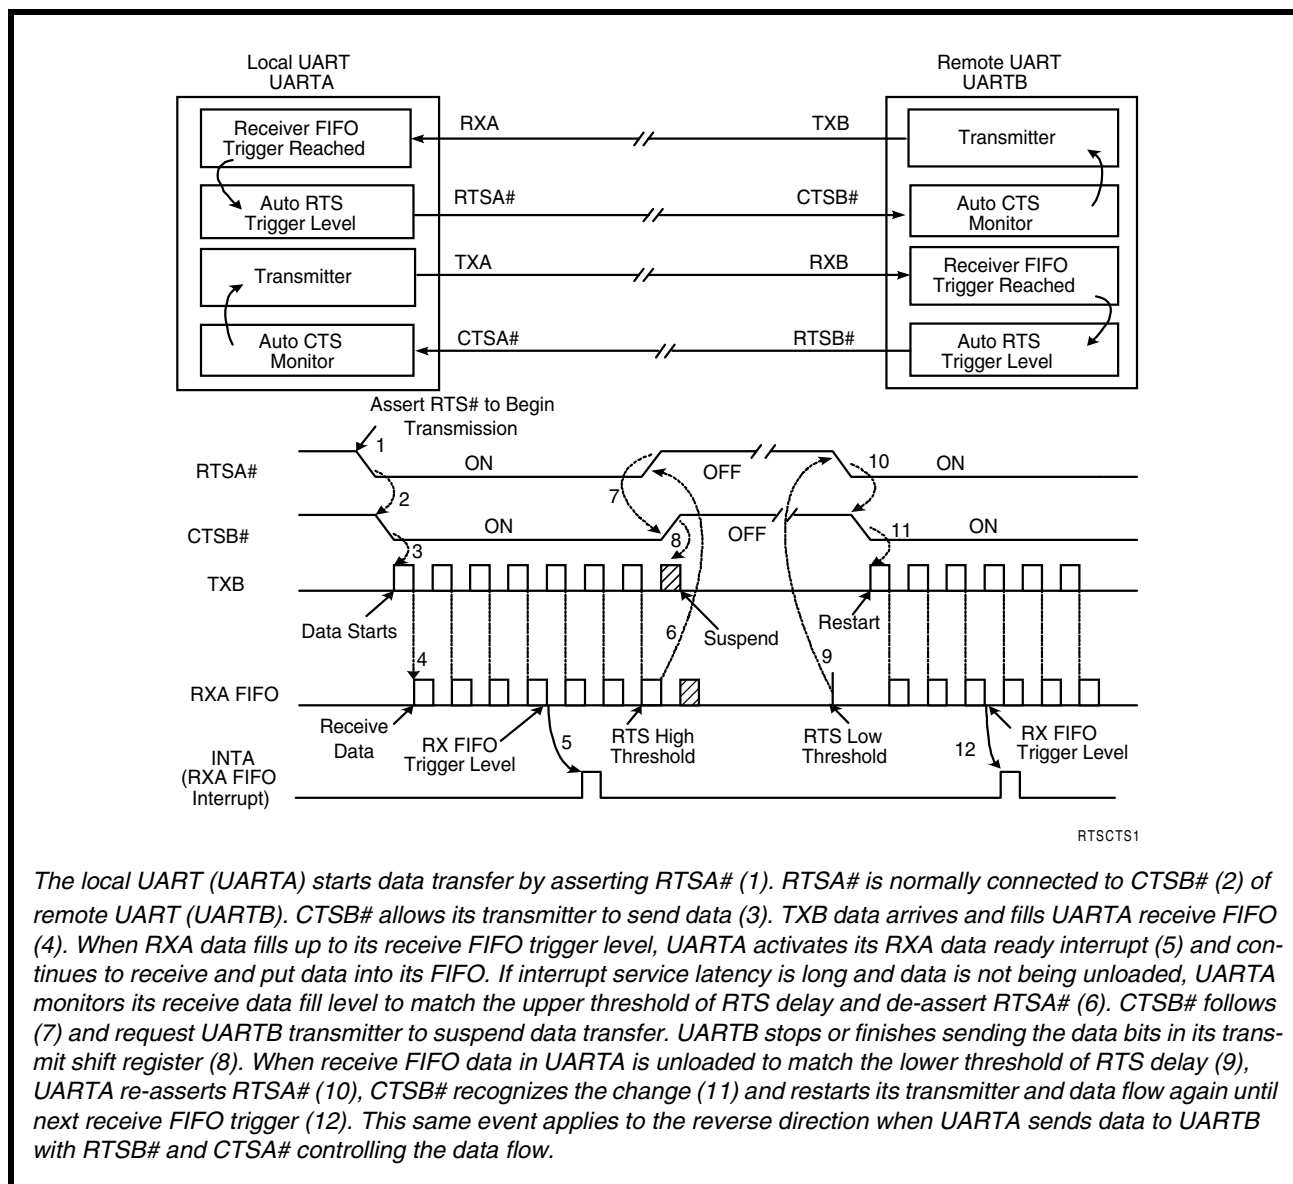 Local UART
UARTA
Remote UART
UARTB
Receiver FIFO
Trigger Reached
RXA
TXB
Transmitter
Auto RTS
Trigger Level
RTSA#
CTSB#
Auto CTS
Monitor
Transmitter
TXA
RXB
Receiver FIFO
Trigger Reached
Auto CTS
Monitor
CTSA#
RTSB#
Auto RTS
Trigger Level
Assert RTS# to Begin
Transmission
1
RTSA#
ON
OFF
10
ON
2
7
CTSB#
ON
8
OFF
11
ON
3
TXB
Data Starts
6
Suspend
Restart
4
9
RXA FIFO
Receive
Data
RX FIFO
Trigger Level
5
RTS High
Threshold
RTS Low
Threshold
12
RX FIFO
Trigger Level
INTA
(RXA FIFO
Interrupt)
RTSCTS1
The local UART (UARTA) starts data transfer by asserting RTSA# (1). RTSA# is normally connected to CTSB# (2) of
remote UART (UARTB). CTSB# allows its transmitter to send data (3). TXB data arrives and fills UARTA receive FIFO
(4). When RXA data fills up to its receive FIFO trigger level, UARTA activates its RXA data ready interrupt (5) and con-
tinues to receive and put data into its FIFO. If interrupt service latency is long and data is not being unloaded, UARTA
monitors its receive data fill level to match the upper threshold of RTS delay and de-assert RTSA# (6). CTSB# follows
(7) and request UARTB transmitter to suspend data transfer. UARTB stops or finishes sending the data bits in its trans-
mit shift register (8). When receive FIFO data in UARTA is unloaded to match the lower threshold of RTS delay (9),
UARTA re-asserts RTSA# (10), CTSB# recognizes the change (11) and restarts its transmitter and data flow again until
next receive FIFO trigger (12). This same event applies to the reverse direction when UARTA sends data to UARTB
with RTSB# and CTSA# controlling the data flow.